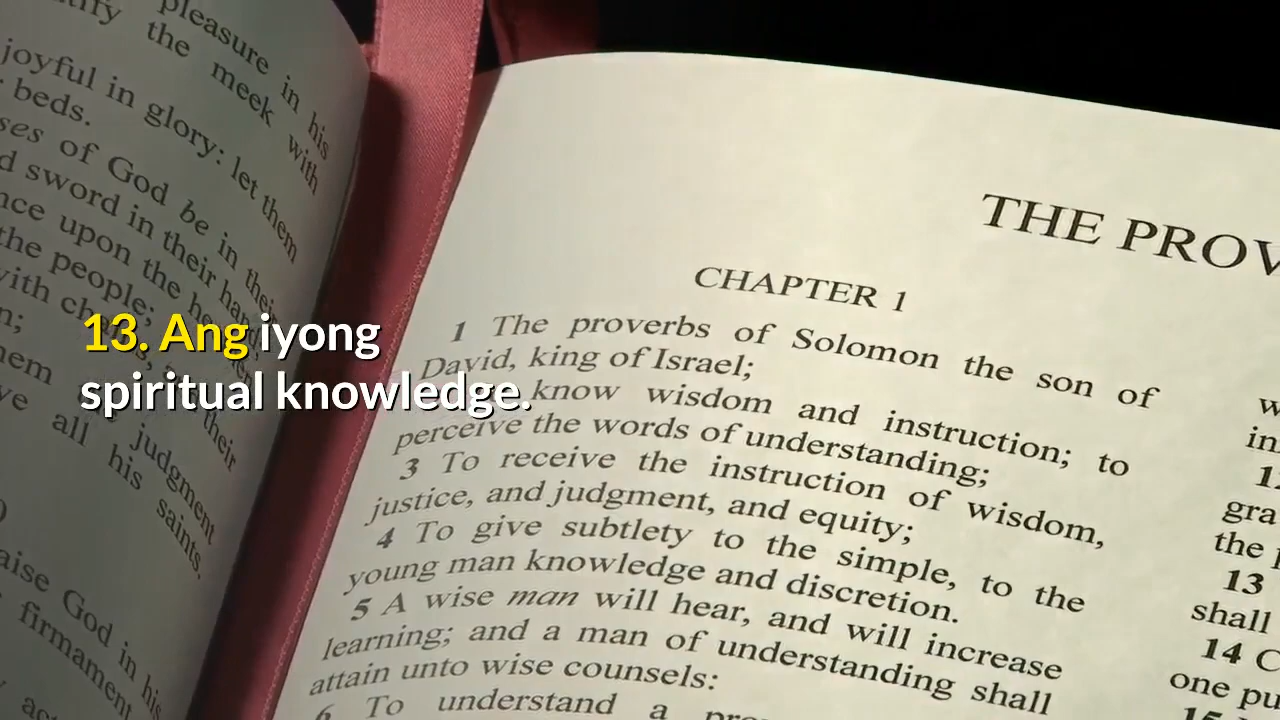 pleasure in his
the meek with
joyful in glory: let them
beds.
of God be in their
sword in their
upon the
the people;
with
judgment
all his saints,
God in his
firmament
13. Ang iyong
spiritual knowledge.
THE PROV
CHAPTER 1
1 The proverbs of Solomon the son of
David, king of Israel;
know wisdom and instruction; to
perceive the words of understanding;
3 To receive the instruction of wisdom,
justice, and judgment, and equity;
4 To give subtlety to the simple, to the
young man knowledge and discretion.
5 A wise man will hear, and will increase
learning; and a man of understanding shall
attain unto wise counsels:
6 To understand a
in
gra
the
13
shall
14 C
one pu
15